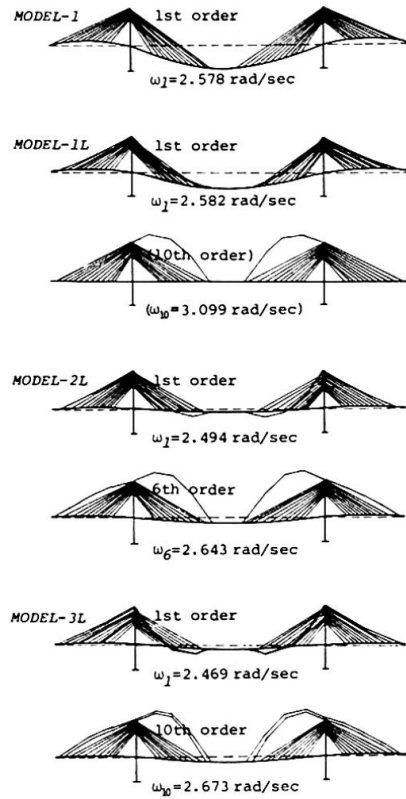 MODEL-1 1st order
ω1=2.578 rad/sec
MODEL-1L 1st order
ω1=2.582 rad/sec
(10th order)
(ω10=3.099 rad/sec)
MODEL-2L 1st order
ω1=2.494 rad/sec
6th order
ω6=2.643 rad/sec
MODEL-3L 1st order
ω1=2.469 rad/sec
10th order
ω10=2.673 rad/sec